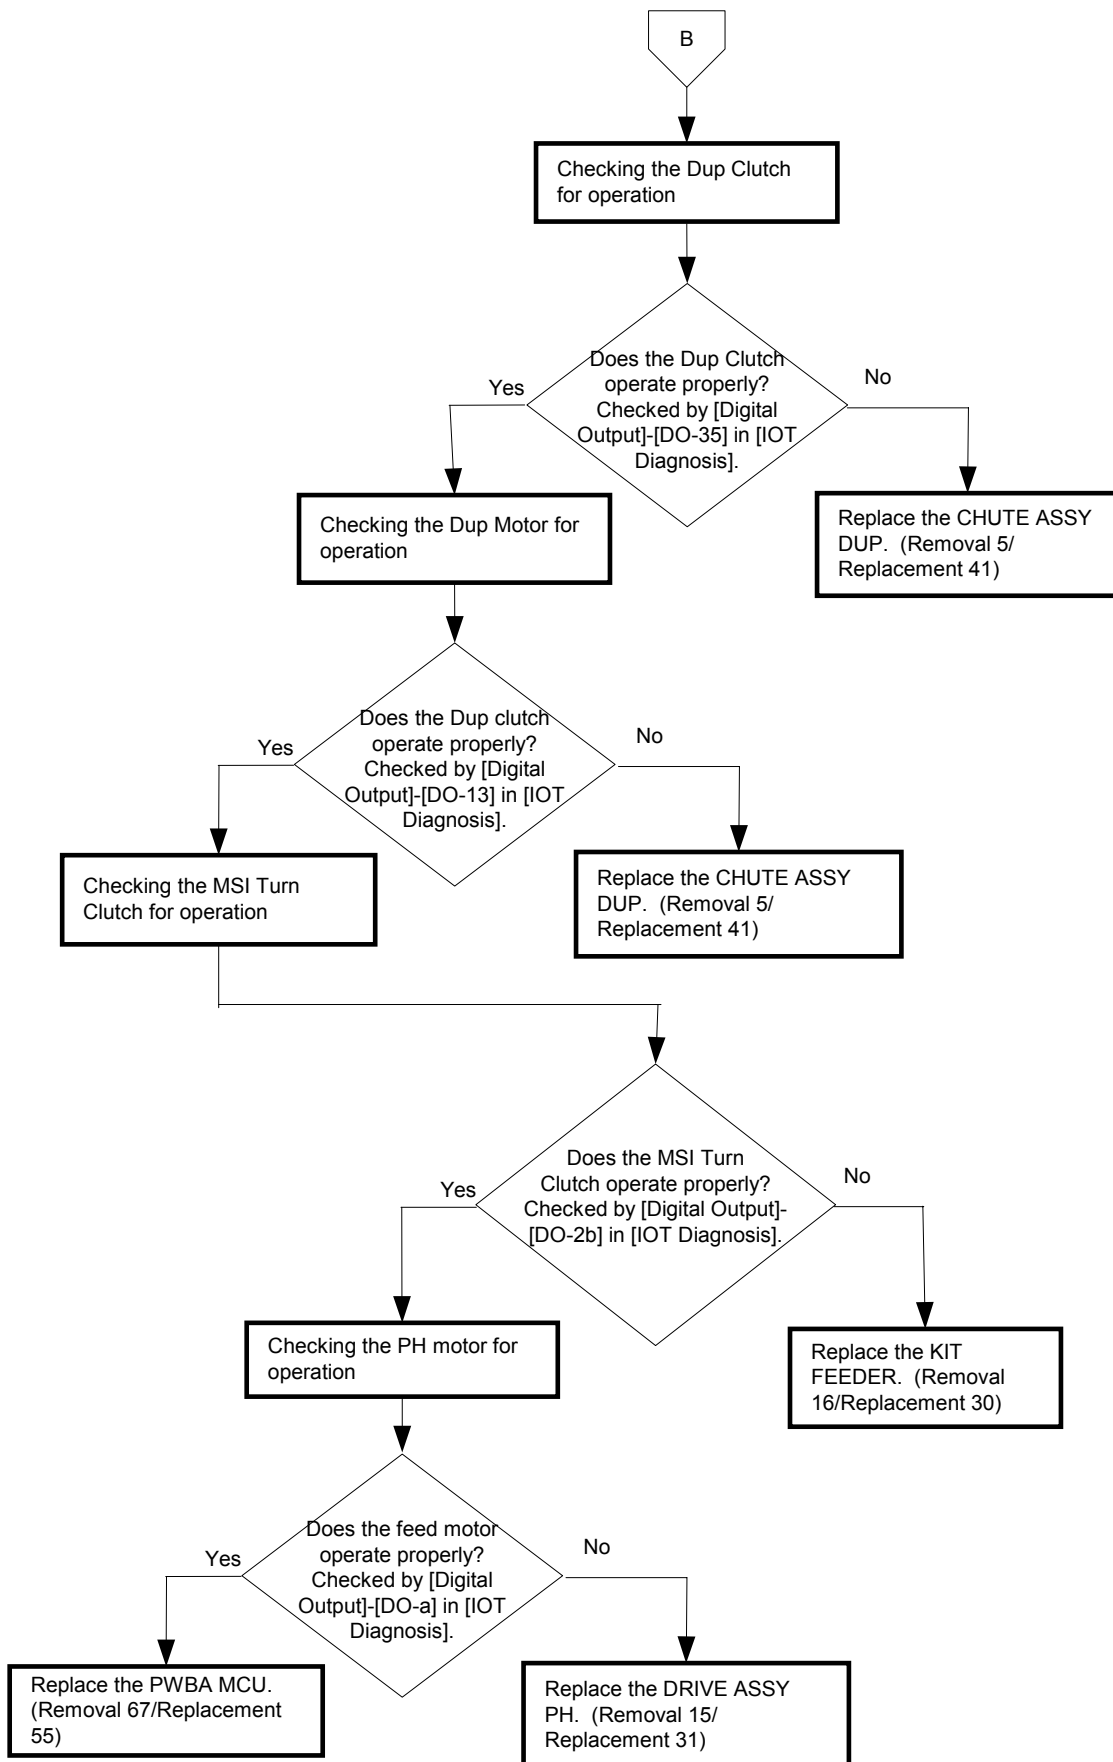 B
Checking the Dup Clutch
for operation
Does the Dup Clutch
operate properly?
Checked by [Digital
Output]-[DO-35] in [IOT
Diagnosis].
Yes
No
Checking the Dup Motor for
operation
Replace the CHUTE ASSY
DUP.  (Removal 5/
Replacement 41)
Does the Dup clutch
operate properly?
Checked by [Digital
Output]-[DO-13] in [IOT
Diagnosis].
Yes
No
Checking the MSI Turn
Clutch for operation
Replace the CHUTE ASSY
DUP.  (Removal 5/
Replacement 41)
Does the MSI Turn
Clutch operate properly?
Checked by [Digital Output]-
[DO-2b] in [IOT Diagnosis].
Yes
No
Checking the PH motor for
operation
Replace the KIT
FEEDER.  (Removal
16/Replacement 30)
Does the feed motor
operate properly?
Checked by [Digital
Output]-[DO-a] in [IOT
Diagnosis].
Yes
No
Replace the PWBA MCU.
(Removal 67/Replacement
55)
Replace the DRIVE ASSY
PH.  (Removal 15/
Replacement 31)